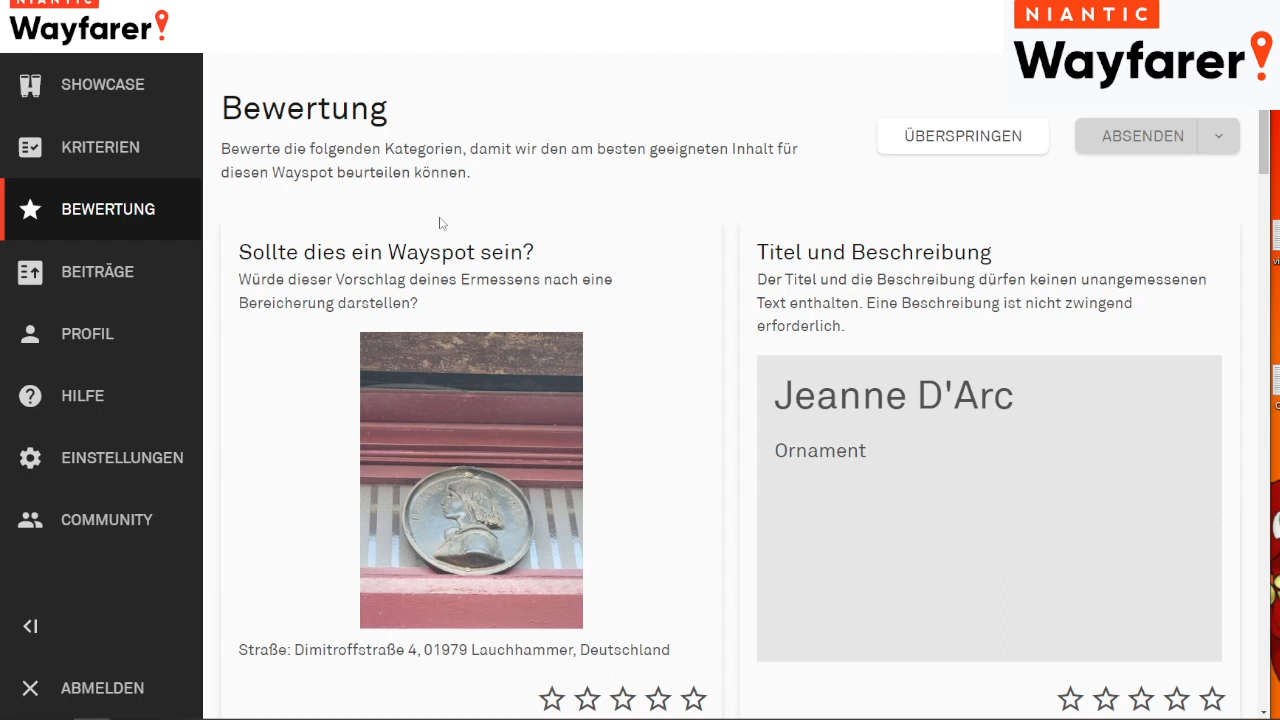 NIANTIC
Wayfarer
NIANTIC
Wayfarer
SHOWCASE
KRITERIEN
BEWERTUNG
BEITRÄGE
PROFIL
HILFE
EINSTELLUNGEN
COMMUNITY
ABMELDEN
Bewertung
Bewerte die folgenden Kategorien, damit wir den am besten geeigneten Inhalt für
diesen Wayspot beurteilen können.
ÜBERSPRINGEN
ABSENDEN
Sollte dies ein Wayspot sein?
Würde dieser Vorschlag deines Ermessens nach eine
Bereicherung darstellen?
Straße: Dimitroffstraße 4, 01979 Lauchhammer, Deutschland
Titel und Beschreibung
Der Titel und die Beschreibung dürfen keinen unangemessenen
Text enthalten. Eine Beschreibung ist nicht zwingend
erforderlich.
Jeanne D'Arc
Ornament